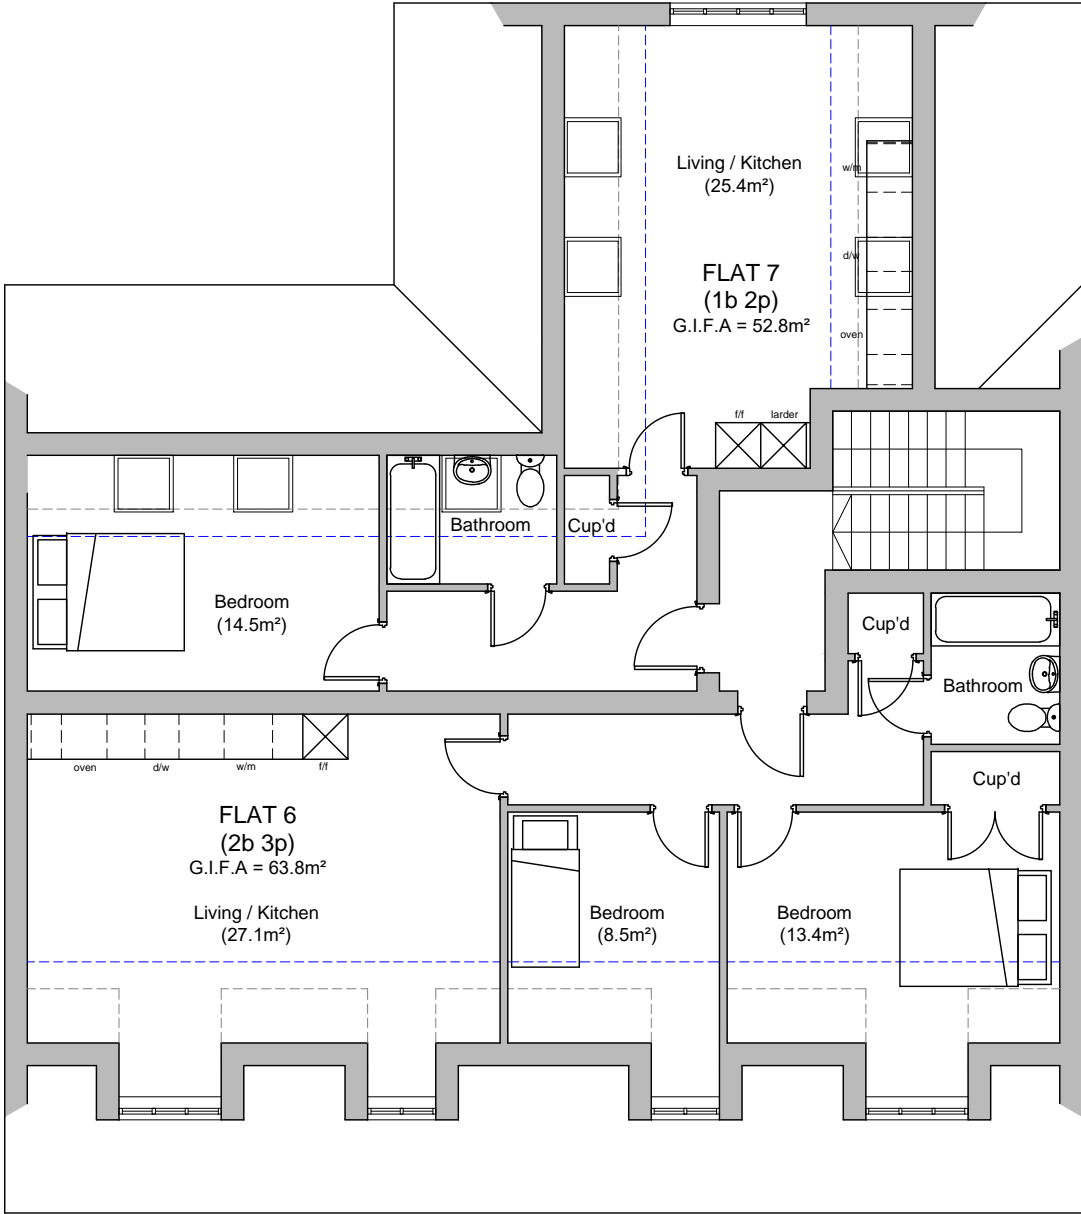 Living / Kitchen
(25.4m²)
w/m
FLAT 7
(1b 2p)
G.I.F.A = 52.8m²
d/w
oven
f/f
larder
Bathroom
Cup'd
Bedroom
(14.5m²)
Cup'd
Bathroom
oven
d/w
w/m
f/f
Cup'd
FLAT 6
(2b 3p)
G.I.F.A = 63.8m²
Living / Kitchen
(27.1m²)
Bedroom
(8.5m²)
Bedroom
(13.4m²)